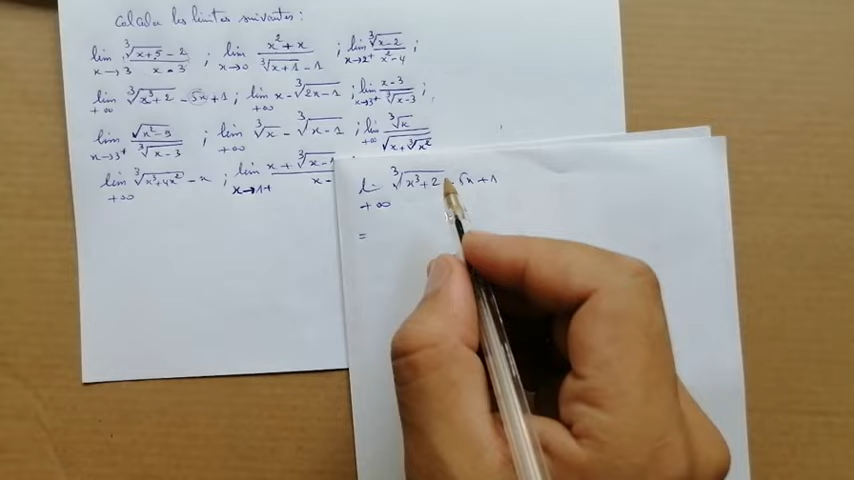 Calculer les limites suivantes :
lim x→3 ∛(x+5) - 2 / x - 3 ; lim x→0 x² + x / ∛(x+1) - 1 ; lim x→2⁺ ∛(x-2) / x²-4 ;
lim +∞ ∛(x³+2) - 5x + 1 ; lim +∞ x - ∛(2x-1) ; lim x→3⁺ x-3 / ∛(x-3) ;
lim x→3⁺ √(x²-9) / ∛(x-3) ; lim +∞ ∛x - ∛(x-1) ; lim +∞ ∛x / √(x+∛(x²))
lim +∞ ∛(x³+4x²) - x ; lim x→1+ x + ∛(x-1 x-
lim +∞ ∛(x³+2) - 5x + 1
=